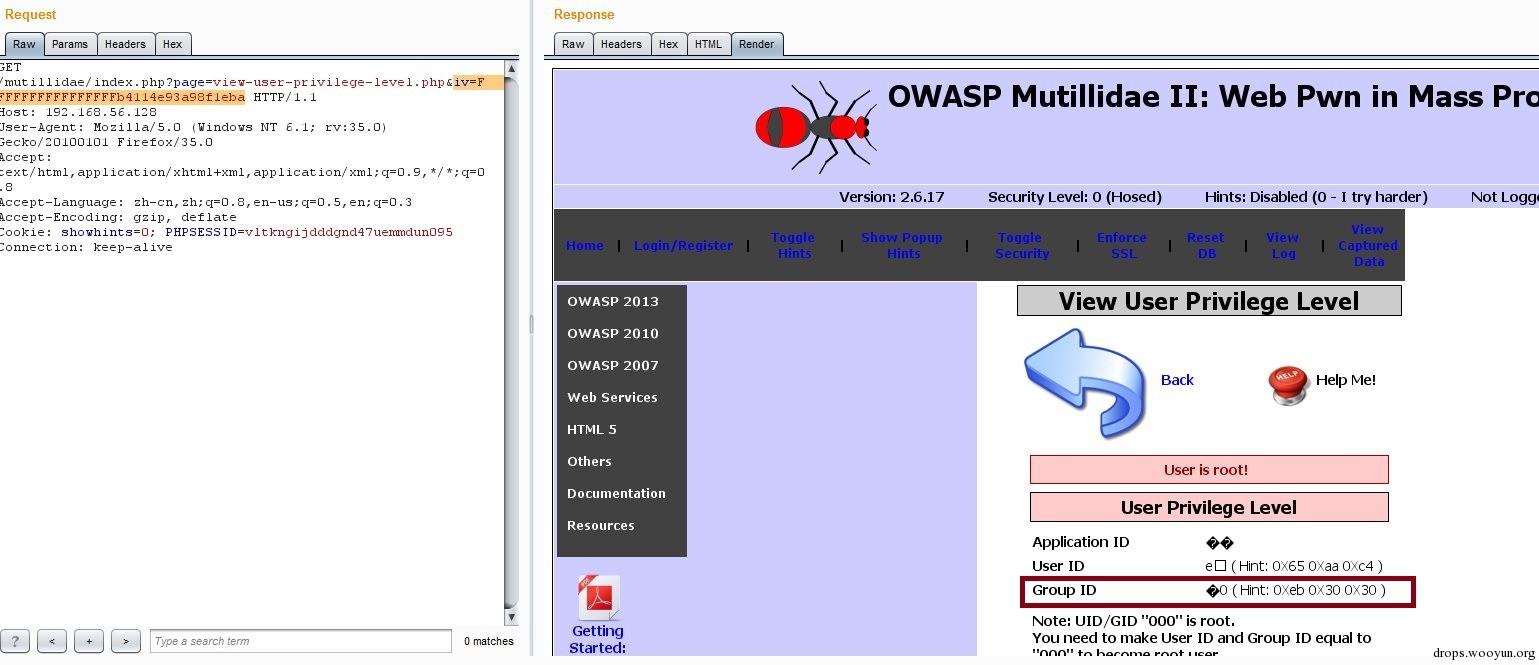 Request
Raw
Params
Headers
Hex
GET
/mutillidae/index.php?page=view-user-privilege-level.php&iv=F
FFFFFFFFFFFFFFFb4114e93a98f1eba HTTP/1.1
Host: 192.168.56.128
User-Agent: Mozilla/5.0 (Windows NT 6.1; rv:35.0)
Gecko/20100101 Firefox/35.0
Accept:
text/html,application/xhtml+xml,application/xml;q=0.9,*/*;q=0
.8
Accept-Language: zh-cn,zh;q=0.8,en-us;q=0.5,en;q=0.3
Accept-Encoding: gzip, deflate
Cookie: showhints=0; PHPSESSID=vltkngijdddgnd47uemmdun095
Connection: keep-alive
?
<
+
>
Type a search term
0 matches
Response
Raw
Headers
Hex
HTML
Render
OWASP Mutillidae II: Web Pwn in Mass Pro
Version: 2.6.17
Security Level: 0 (Hosed)
Hints: Disabled (0 - I try harder)
Not Logge
Home
Login/Register
Toggle
Hints
Show Popup
Hints
Toggle
Security
Enforce
SSL
Reset
DB
View
Log
View
Captured
Data
OWASP 2013
OWASP 2010
OWASP 2007
Web Services
HTML 5
Others
Documentation
Resources
Getting
Started:
View User Privilege Level
Back
HELP
Help Me!
User is root!
User Privilege Level
Application ID ��
User ID e□ ( Hint: 0X65 0Xaa 0Xc4 )
Group ID �0 ( Hint: 0Xeb 0X30 0X30 )
Note: UID/GID "000" is root.
You need to make User ID and Group ID equal to
"000" to become root user
drops.wooyun.org